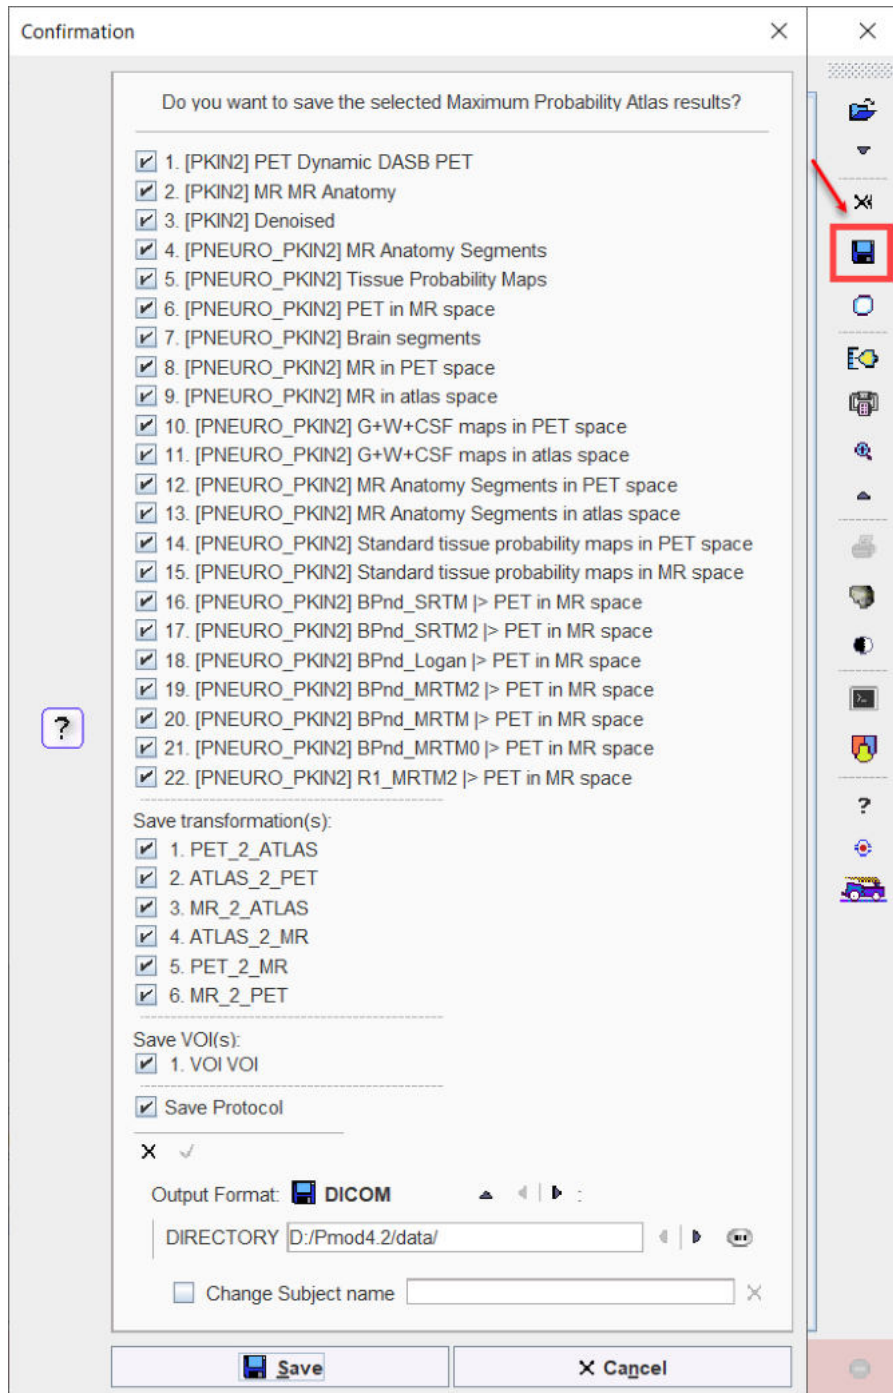 Confirmation
Do you want to save the selected Maximum Probability Atlas results?
1. [PKIN2] PET Dynamic DASB PET
2. [PKIN2] MR MR Anatomy
3. [PKIN2] Denoised
4. [PNEURO_PKIN2] MR Anatomy Segments
5. [PNEURO_PKIN2] Tissue Probability Maps
6. [PNEURO_PKIN2] PET in MR space
7. [PNEURO_PKIN2] Brain segments
8. [PNEURO_PKIN2] MR in PET space
9. [PNEURO_PKIN2] MR in atlas space
10. [PNEURO_PKIN2] G+W+CSF maps in PET space
11. [PNEURO_PKIN2] G+W+CSF maps in atlas space
12. [PNEURO_PKIN2] MR Anatomy Segments in PET space
13. [PNEURO_PKIN2] MR Anatomy Segments in atlas space
14. [PNEURO_PKIN2] Standard tissue probability maps in PET space
15. [PNEURO_PKIN2] Standard tissue probability maps in MR space
16. [PNEURO_PKIN2] BPnd_SRTM |> PET in MR space
17. [PNEURO_PKIN2] BPnd_SRTM2 |> PET in MR space
18. [PNEURO_PKIN2] BPnd_Logan |> PET in MR space
19. [PNEURO_PKIN2] BPnd_MRTM2 |> PET in MR space
20. [PNEURO_PKIN2] BPnd_MRTM |> PET in MR space
21. [PNEURO_PKIN2] BPnd_MRTM0 |> PET in MR space
22. [PNEURO_PKIN2] R1_MRTM2 |> PET in MR space
?
Save transformation(s):
1. PET_2_ATLAS
2. ATLAS_2_PET
3. MR_2_ATLAS
4. ATLAS_2_MR
5. PET_2_MR
6. MR_2_PET
Save VOI(s):
1. VOI VOI
Save Protocol
Output Format: DICOM :
DIRECTORY D:/Pmod4.2/data/
Change Subject name
Save Cancel
?